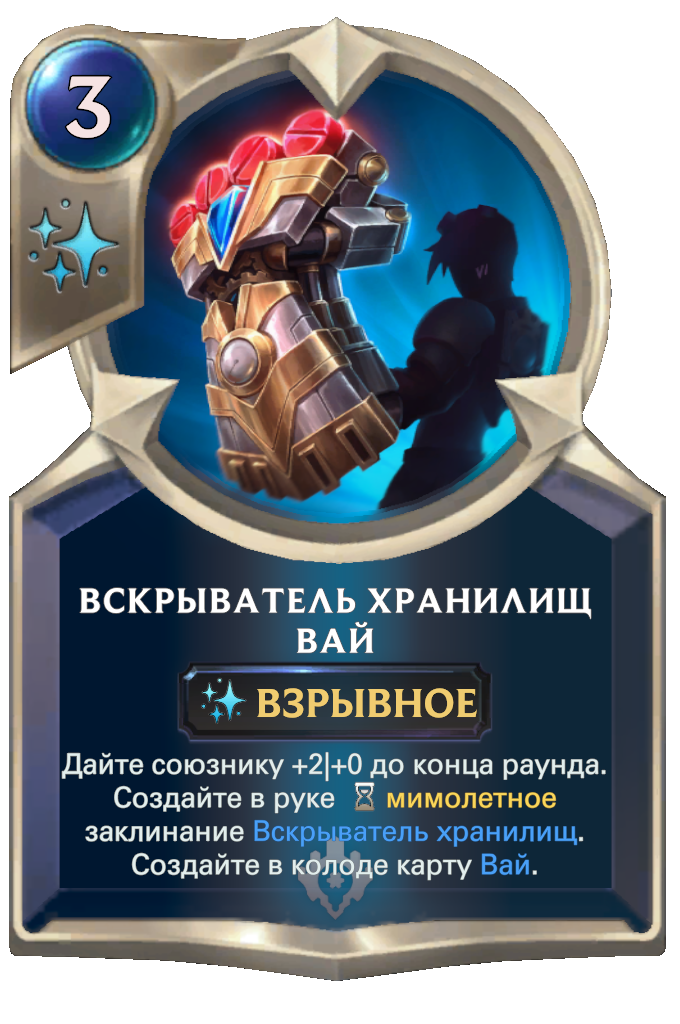 3
ВСКРЫВАТЕЛЬ ХРАНИЛИЩ
ВАЙ
ВЗРЫВНОЕ
Дайте союзнику +2|+0 до конца раунда.
Создайте в руке мимолетное
заклинание Вскрыватель хранилищ.
Создайте в колоде карту Вай.